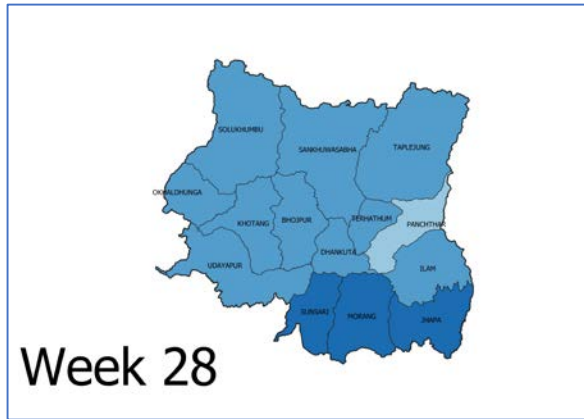 SOLUKHUMBU
SANKHUWASABHA
TAPLEJUNG
OKHALDHUNGA
KHOTANG
BHOJPUR
TERHATHUM
PANCHTHAR
DHANKUTA
UDAYAPUR
ILAM
SUNSARI
MORANG
JHAPA
Week 28